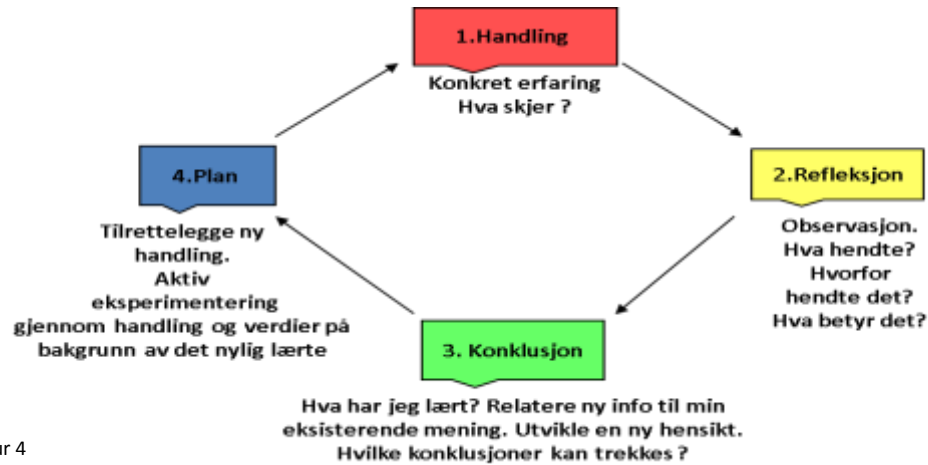 1.Handling
Konkret erfaring
Hva skjer ?
2.Refleksjon
Observasjon.
Hva hendte?
Hvorfor
hendte det?
Hva betyr det?
3. Konklusjon
Hva har jeg lært? Relatere ny info til min
eksisterende mening. Utvikle en ny hensikt.
Hvilke konklusjoner kan trekkes ?
4.Plan
Tilrettelegge ny
handling.
Aktiv
eksperimentering
gjennom handling og verdier på
bakgrunn av det nylig lærte
4